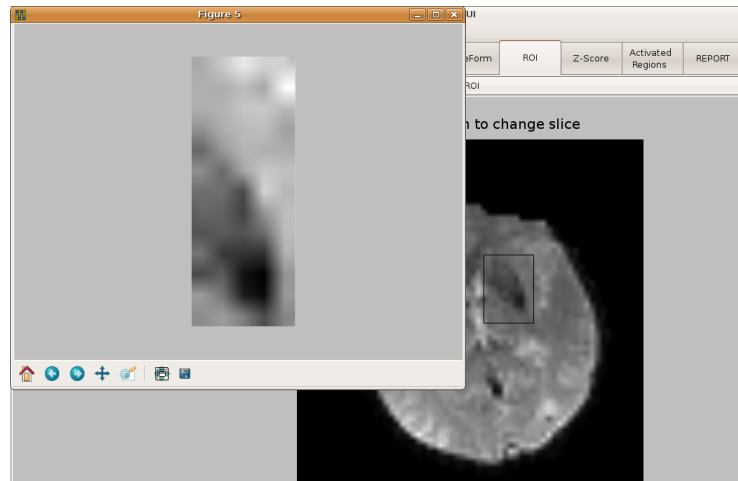 Figure 5
UI
eForm
ROI
Z-Score
Activated
Regions
REPORT
ROI
n to change slice